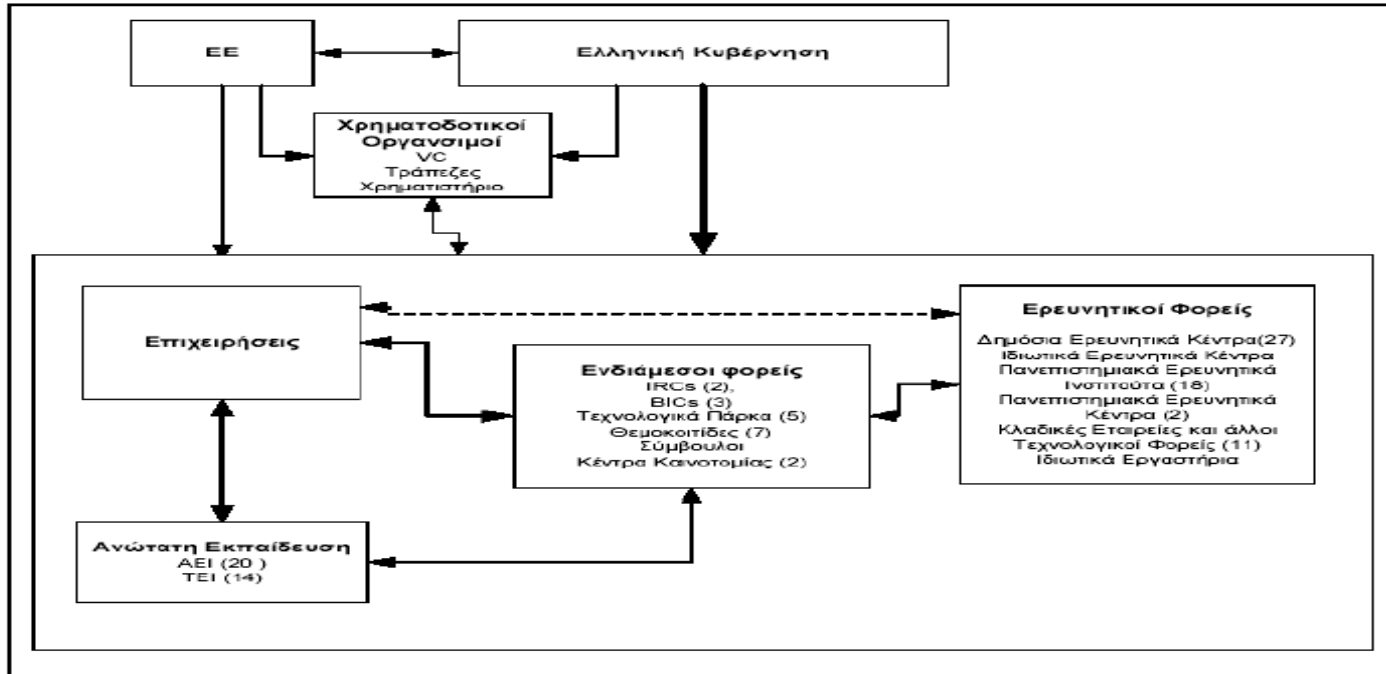 ΕΕ
Ελληνική Κυβέρνηση
Χρηματοδοτικοί
Οργανσιμοί
VC
Τράπεζες
Χρηματιστήριο
Επιχειρήσεις
Ενδιάμεσοι φορείς
IRCs (2),
BICs (3)
Τεχνολογικά Πάρκα (5)
Θεμοκοιτίδες (7)
Σύμβουλοι
Κέντρα Καινοτομίας (2)
Ερευνητικοί Φορείς
Δημόσια Ερευνητικά Κέντρα(27)
Ιδιωτικά Ερευνητικά Κέντρα
Πανεπιστημιακά Ερευνητικά
Ινστιτούτα (18)
Πανεπιστημιακά Ερευνητικά
Κέντρα (2)
Κλαδικές Εταιρείες και άλλοι
Τεχνολογικοί Φορείς (11)
Ιδιωτικά Εργαστήρια
Ανώτατη Εκπαίδευση
ΑΕΙ (20 )
ΤΕΙ (14)